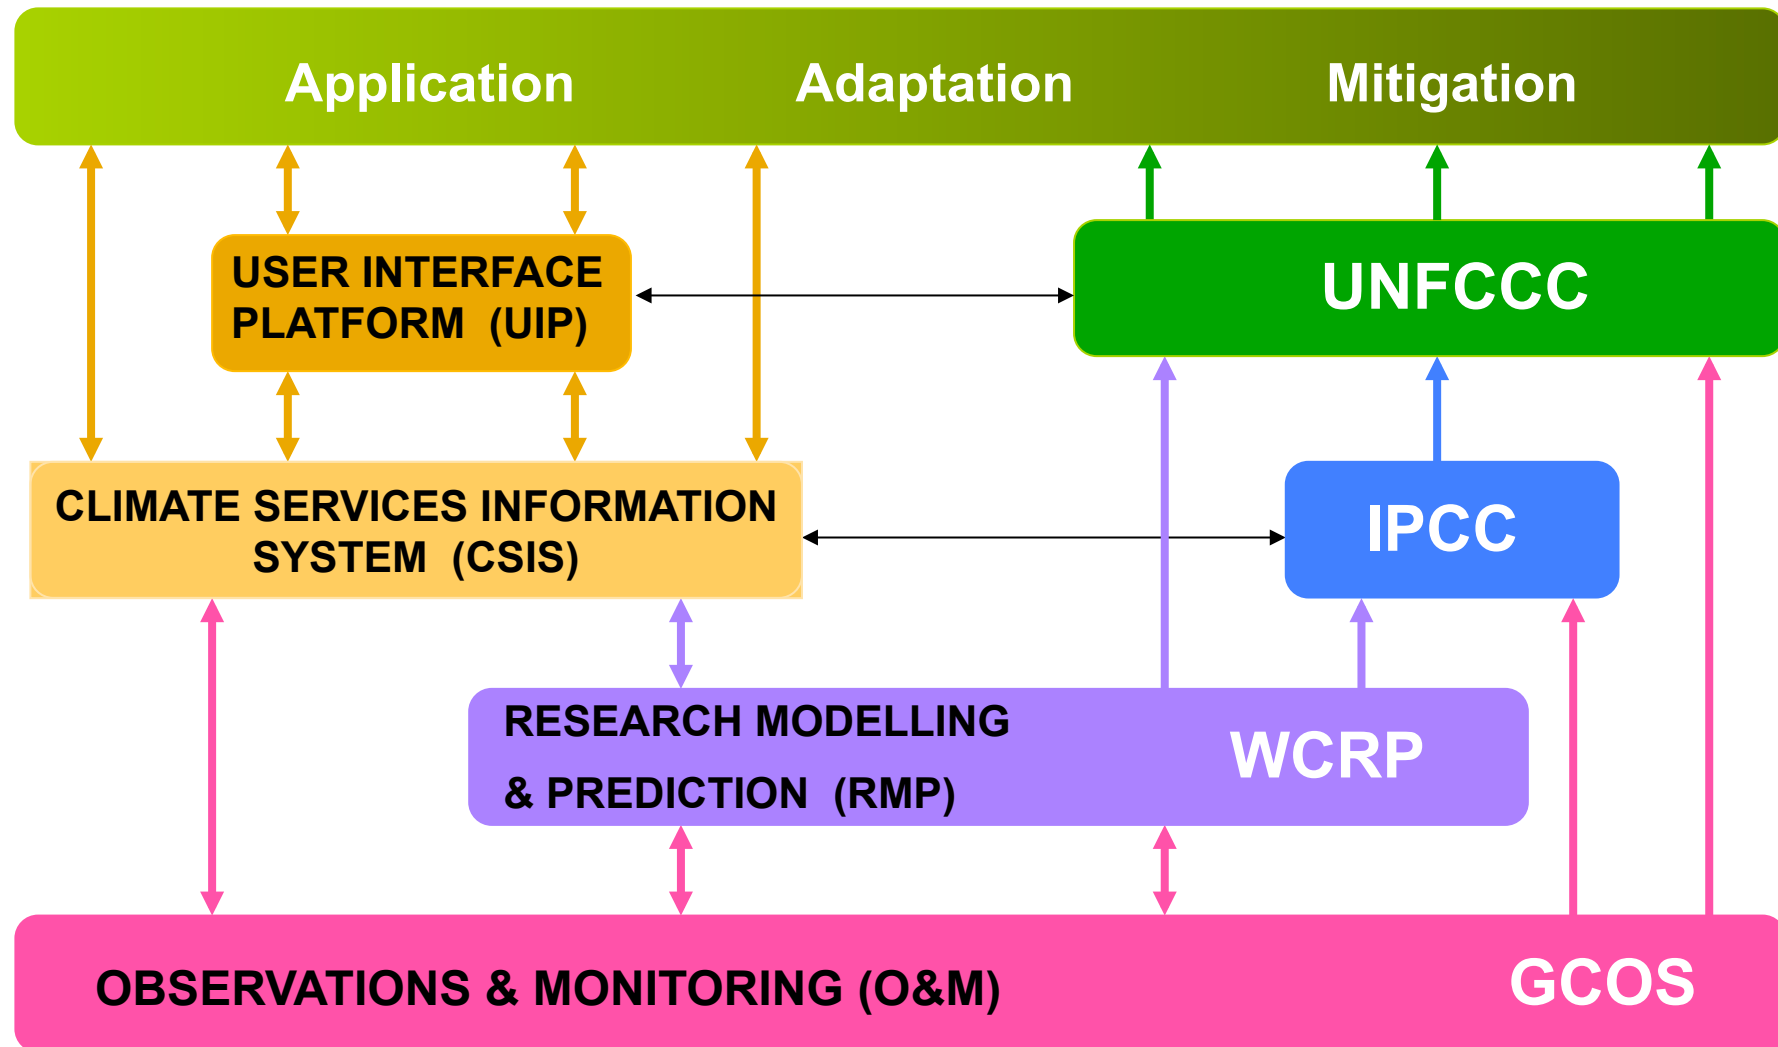 Application Adaptation Mitigation
USER INTERFACE
PLATFORM (UIP)
UNFCCC
CLIMATE SERVICES INFORMATION
SYSTEM (CSIS)
IPCC
RESEARCH MODELLING
& PREDICTION (RMP)
WCRP
OBSERVATIONS & MONITORING (O&M)
GCOS